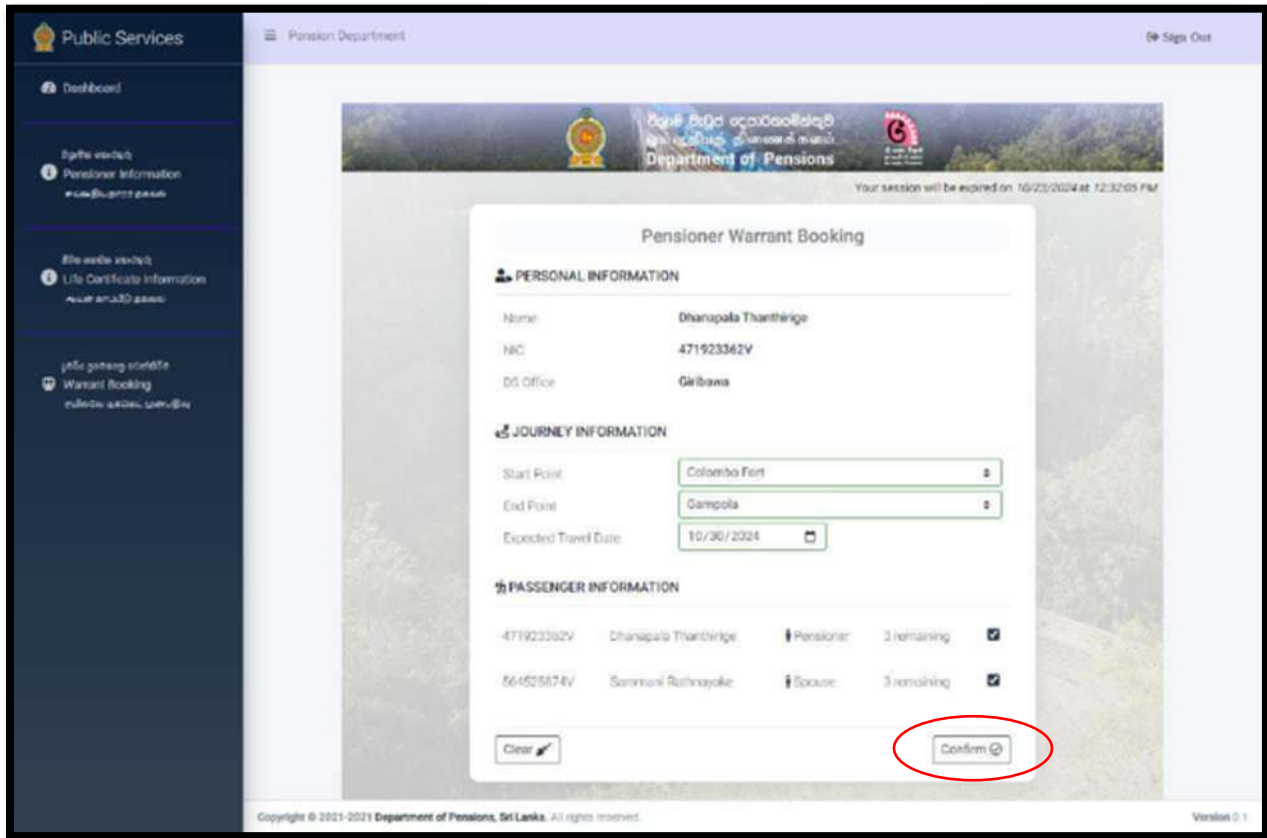 Public Services
Pension Department
Sign Out
Dashboard
Department of Pensions
Pensioner Information
Your session will be expired on 10/23/2024 at 12:32:05 PM
Pensioner Warrant Booking
Life Certificate Information
PERSONAL INFORMATION
Name Dhanapala Thanthirige
NIC 471923362V
DS Office Giribawa
Warrant Booking
JOURNEY INFORMATION
Start Point Colombo Fort
End Point Gampola
Expected Travel Date 10/30/2024
PASSENGER INFORMATION
471923362V Dhanapala Thanthirige Pensioner 3 remaining
Spouse 3 remaining
Clear
Confirm
Copyright © 2021-2021 Department of Pensions, Sri Lanka. All rights reserved.
Version 0.1